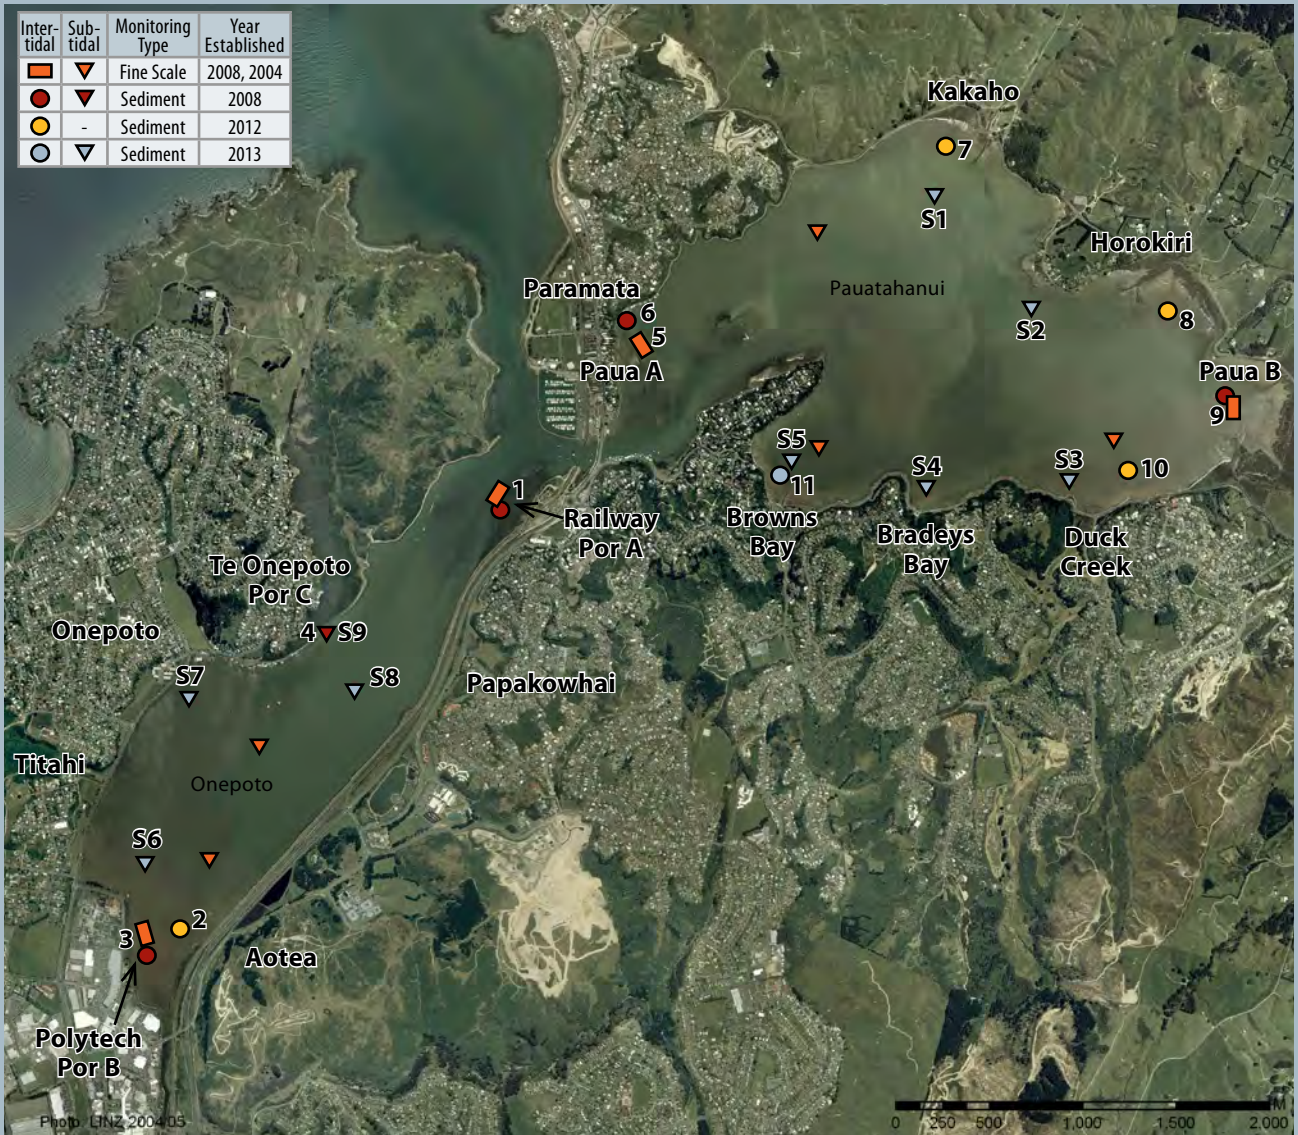 Inter-tidal Sub-tidal Monitoring Type Year Established
Fine Scale 2008, 2004
Sediment 2008
- Sediment 2012
Sediment 2013
Kakaho
7
S1
Horokiri
Paramata
Pauatahanui
6
5
S2
8
Paua A
Paua B
9
S5
11
S4
S3
10
1
Railway
Por A
Browns
Bay
Bradeys
Bay
Duck
Creek
Te Onepoto
Por C
Onepoto
4 S9
S7
S8
Papakowhai
Titahi
Onepoto
S6
2
3
Aotea
Polytech
Por B
Photo: LINZ 2004/05
M
0 250 500 1,000 1,500 2,000